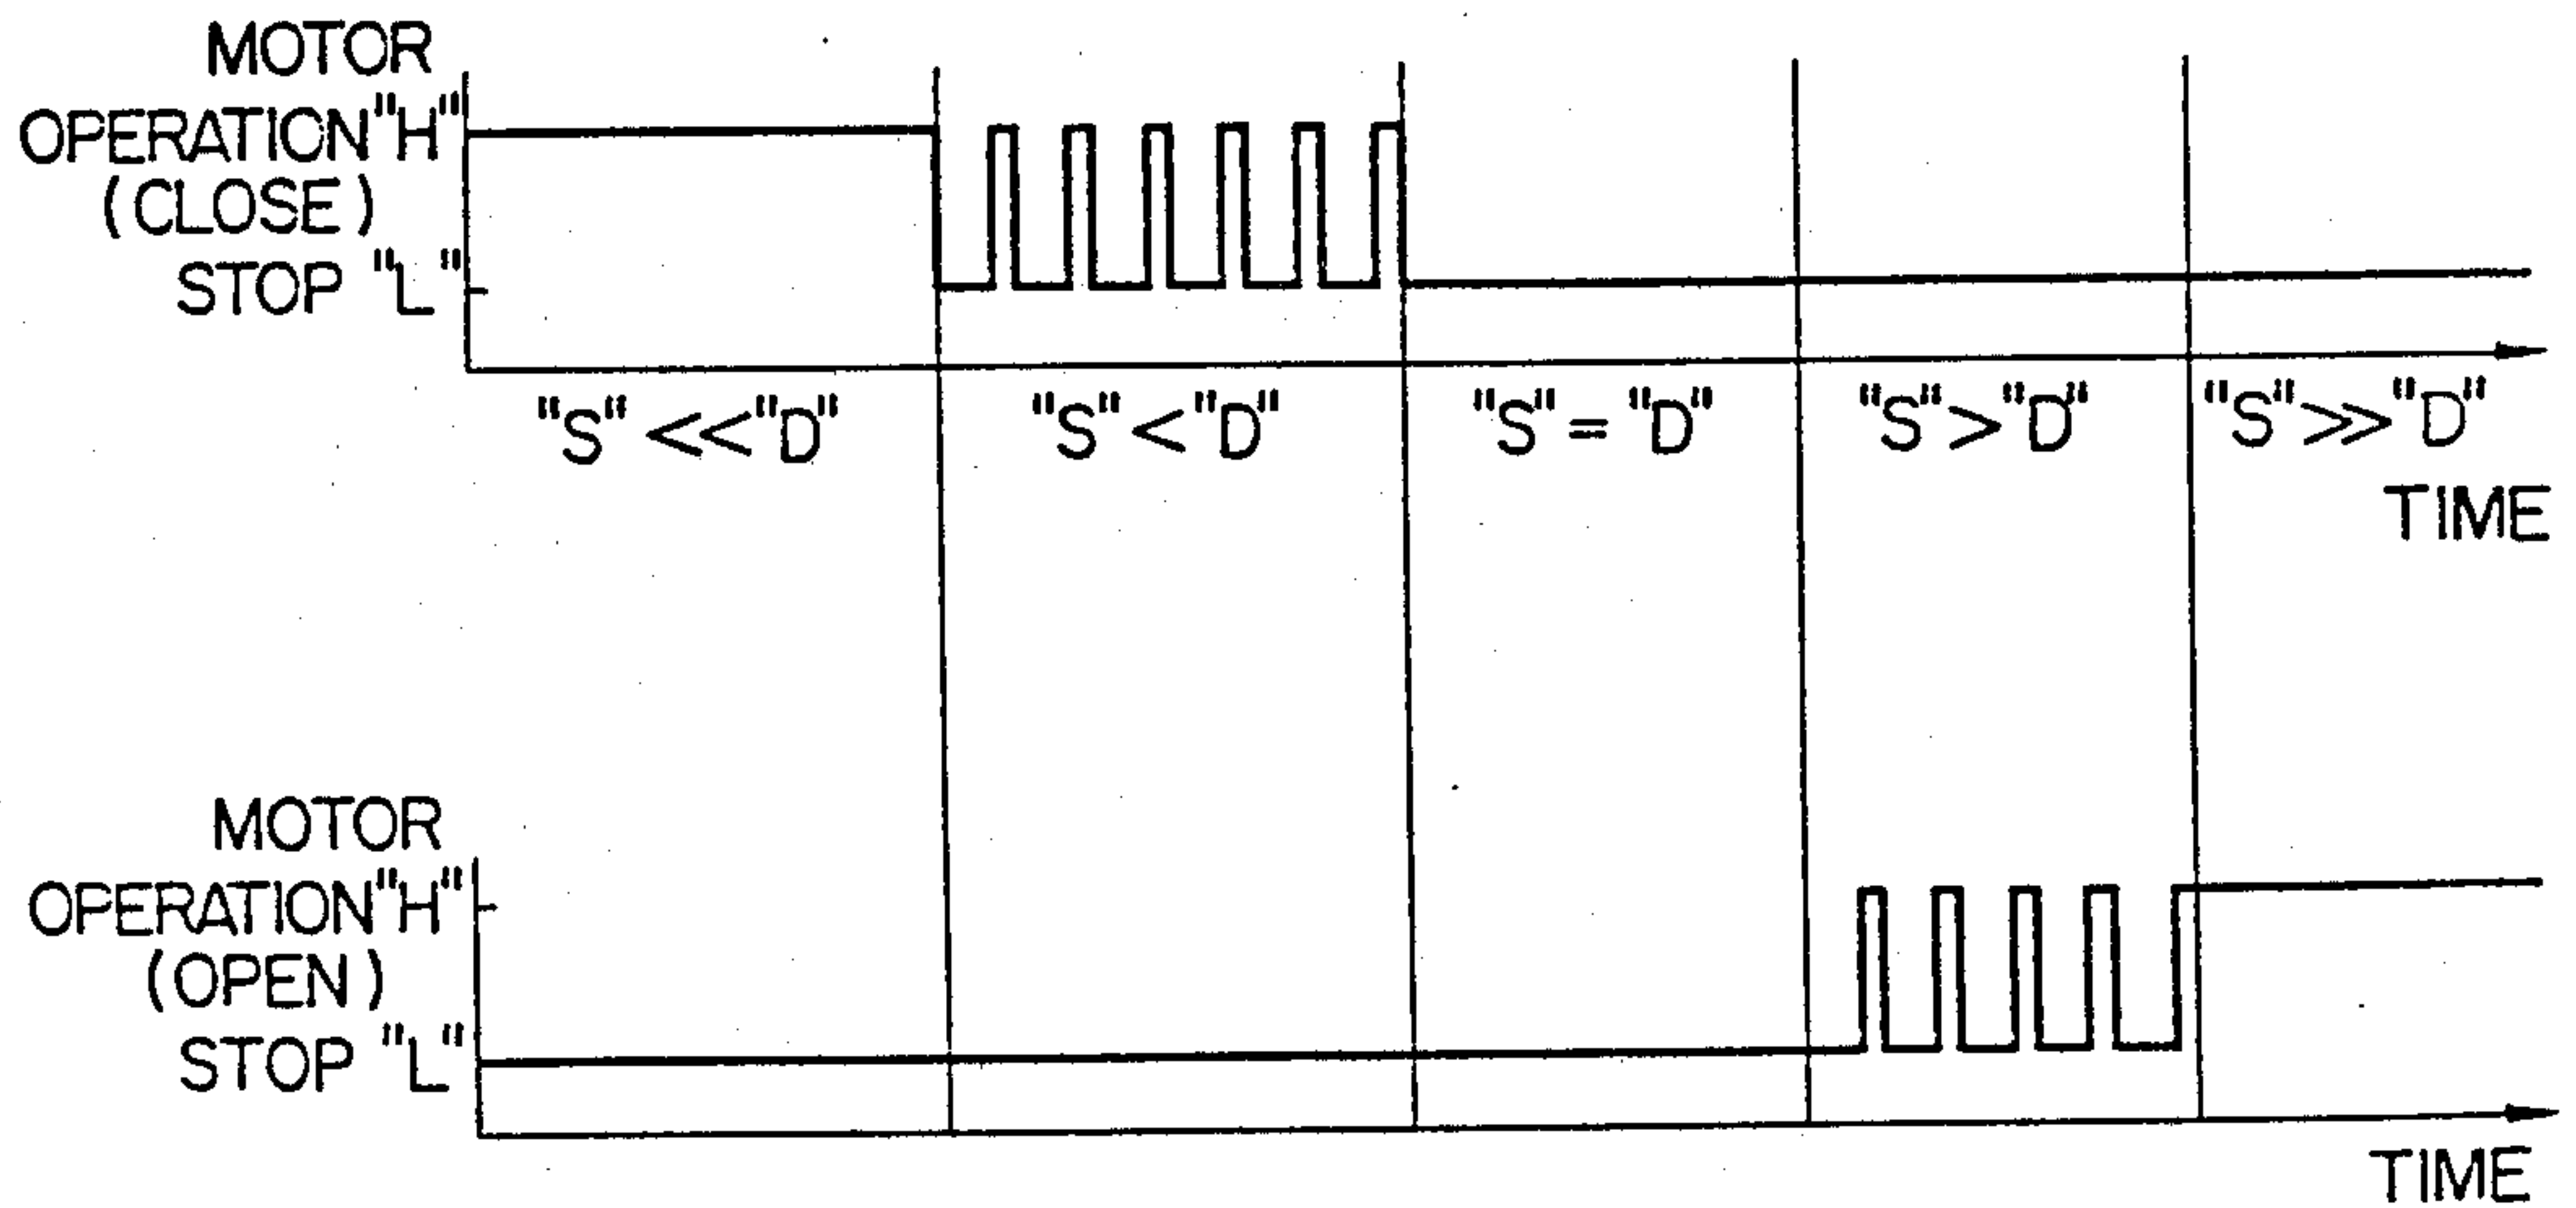 MOTOR
OPERATION "H"
(CLOSE)
STOP "L"
"S" << "D"
"S" < "D"
"S" = "D"
"S" > "D"
"S" >> "D"
TIME
MOTOR
OPERATION "H"
(OPEN)
STOP "L"
TIME